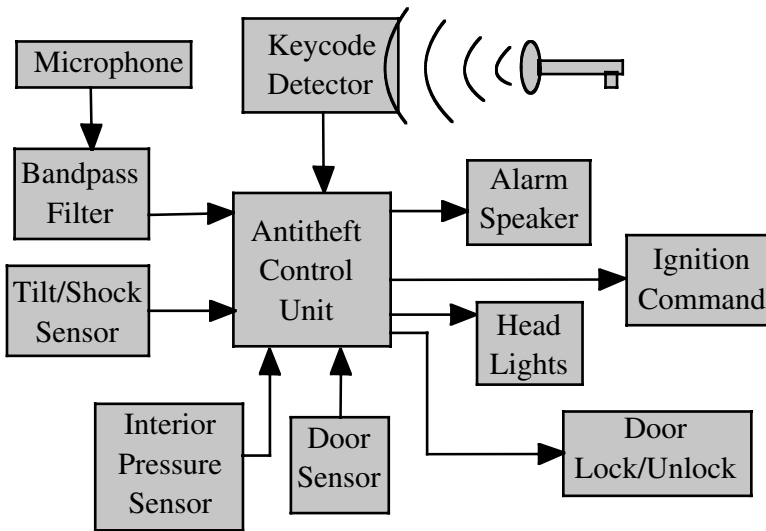 Microphone
Keycode
Detector
Bandpass
Filter
Alarm
Speaker
Antitheft
Control
Unit
Ignition
Command
Tilt/Shock
Sensor
Head
Lights
Interior
Pressure
Sensor
Door
Sensor
Door
Lock/Unlock